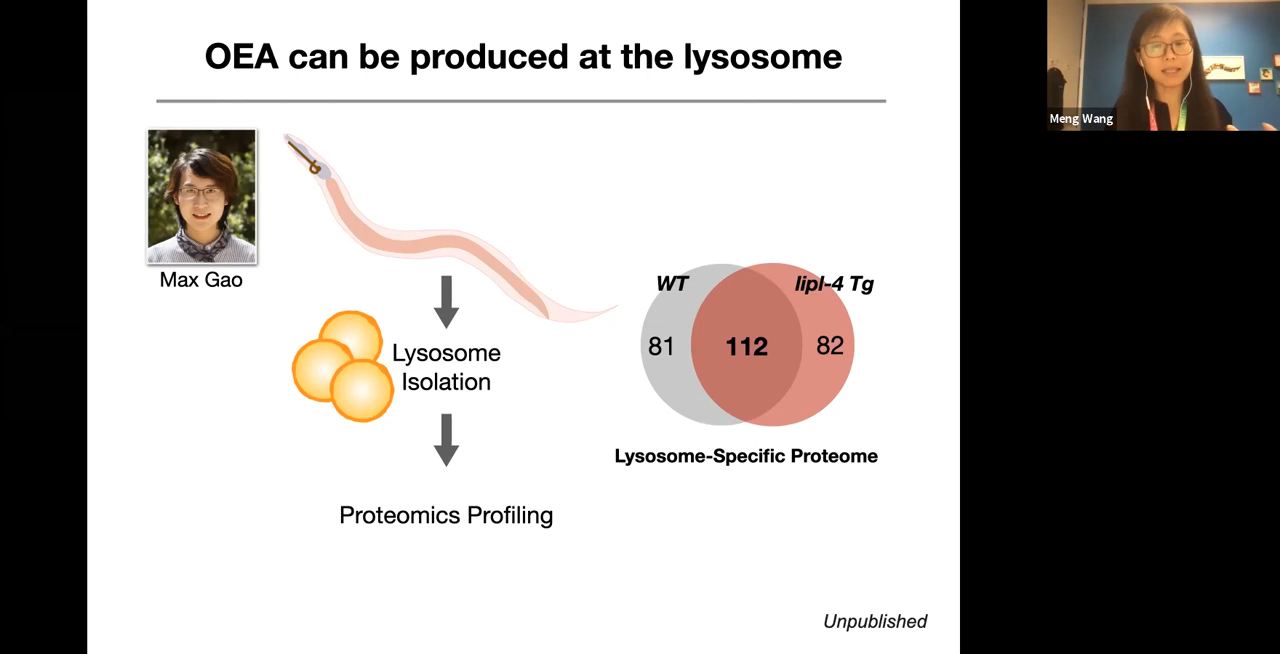 OEA can be produced at the lysosome
Meng Wang
Max Gao
WT
lipl-4 Tg
81
112
82
Lysosome
Isolation
Lysosome-Specific Proteome
Proteomics Profiling
Unpublished